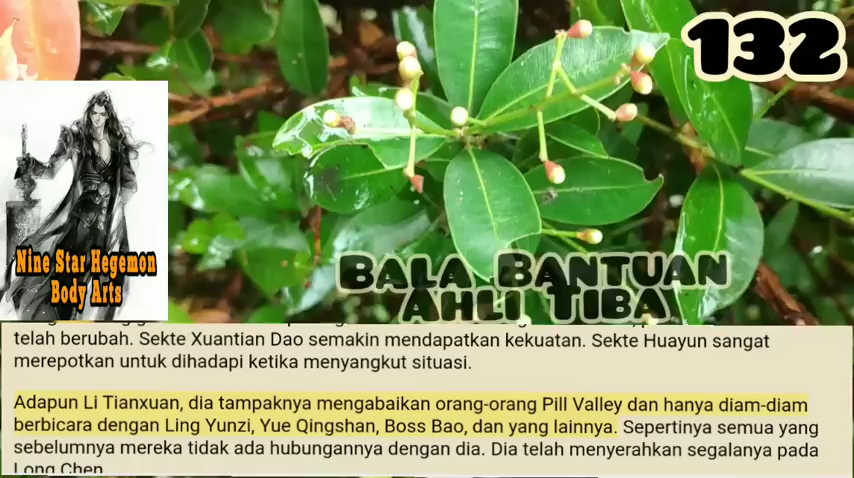 132
Nine Star Hegemon
Body Arts
BALA BANTUAN
AHLI TIBA
telah berubah. Sekte Xuantian Dao semakin mendapatkan kekuatan. Sekte Huayun sangat
merepotkan untuk dihadapi ketika menyangkut situasi.
Adapun Li Tianxuan, dia tampaknya mengabaikan orang-orang Pill Valley dan hanya diam-diam
berbicara dengan Ling Yunzi, Yue Qingshan, Boss Bao, dan yang lainnya. Sepertinya semua yang
sebelumnya mereka tidak ada hubungannya dengan dia. Dia telah menyerahkan segalanya pada
Long Chen.